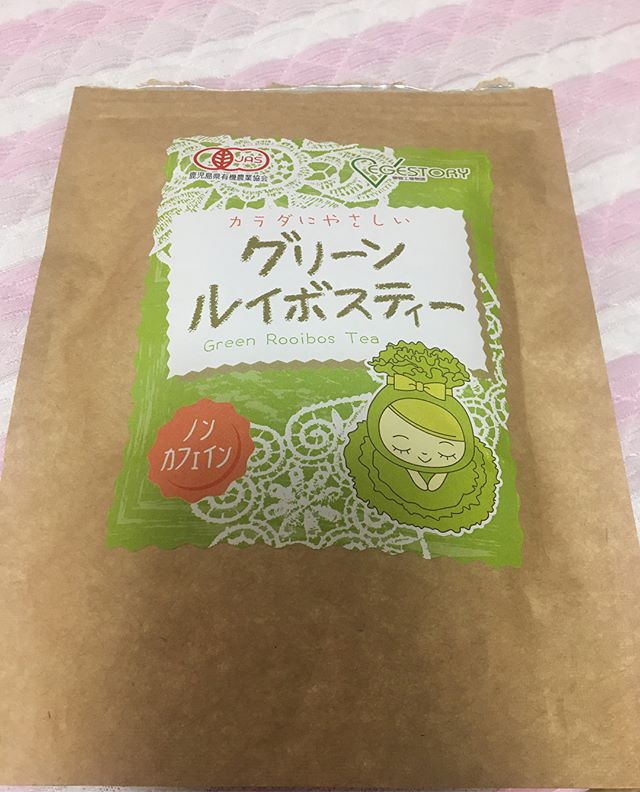 JAS
鹿児島県有機農業協会
VEGESTORY
カラダにやさしい
グリーン
ルイボスティー
Green Rooibos Tea
ノン
カフェイン